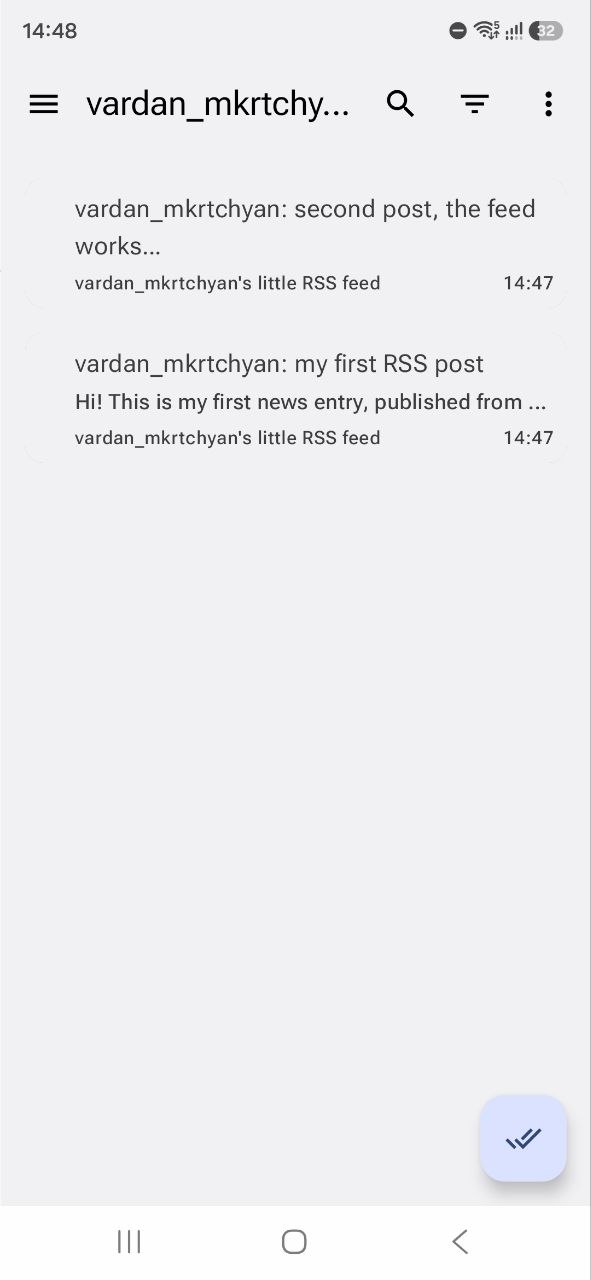 14:48
5
32
vardan_mkrtchy...
vardan_mkrtchyan: second post, the feed
works...
vardan_mkrtchyan's little RSS feed 14:47
vardan_mkrtchyan: my first RSS post
Hi! This is my first news entry, published from ...
vardan_mkrtchyan's little RSS feed 14:47